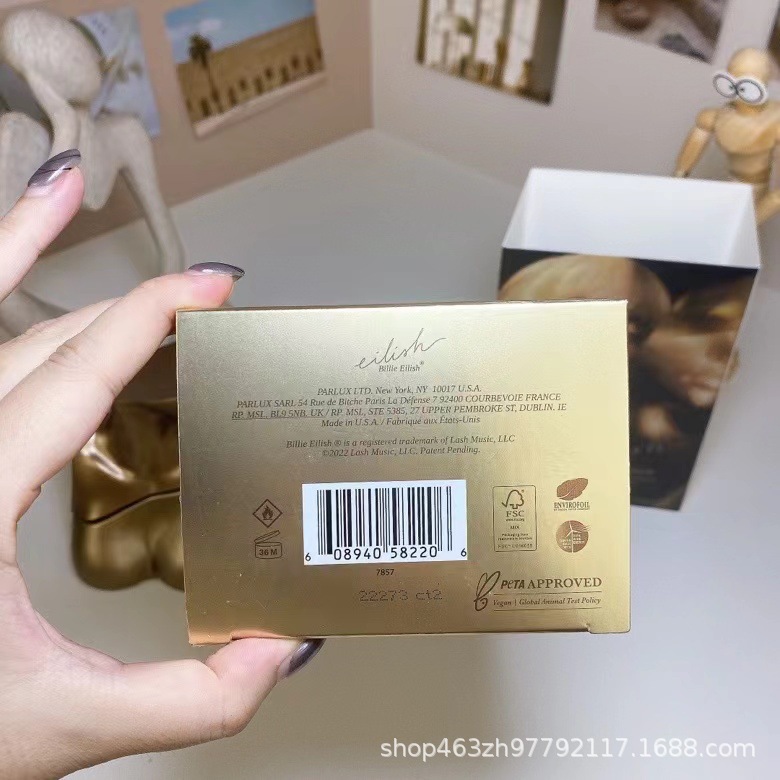 eilish
Billie Eilish®
PARLUX LTD. New York, NY 10017 U.S.A.
PARLUX SARL 54 Rue de Bitche Paris La Défense 7 92400 COURBEVOIE FRANCE
RP. MSL, BL9 5NB, UK / RP. MSL, STE 5385, 27 UPPER PEMBROKE ST, DUBLIN. IE
Made in U.S.A. / Fabriqué aux États-Unis
Billie Eilish ® is a registered trademark of Lash Music, LLC
©2022 Lash Music, LLC. Patent Pending.
36 M
6 08940 58220 6
7857
22273 ct2
FSC
MIX
ENVIROFOIL
PETA APPROVED
Vegan | Global Animal Test Policy
shop463zh97792117.1688.com